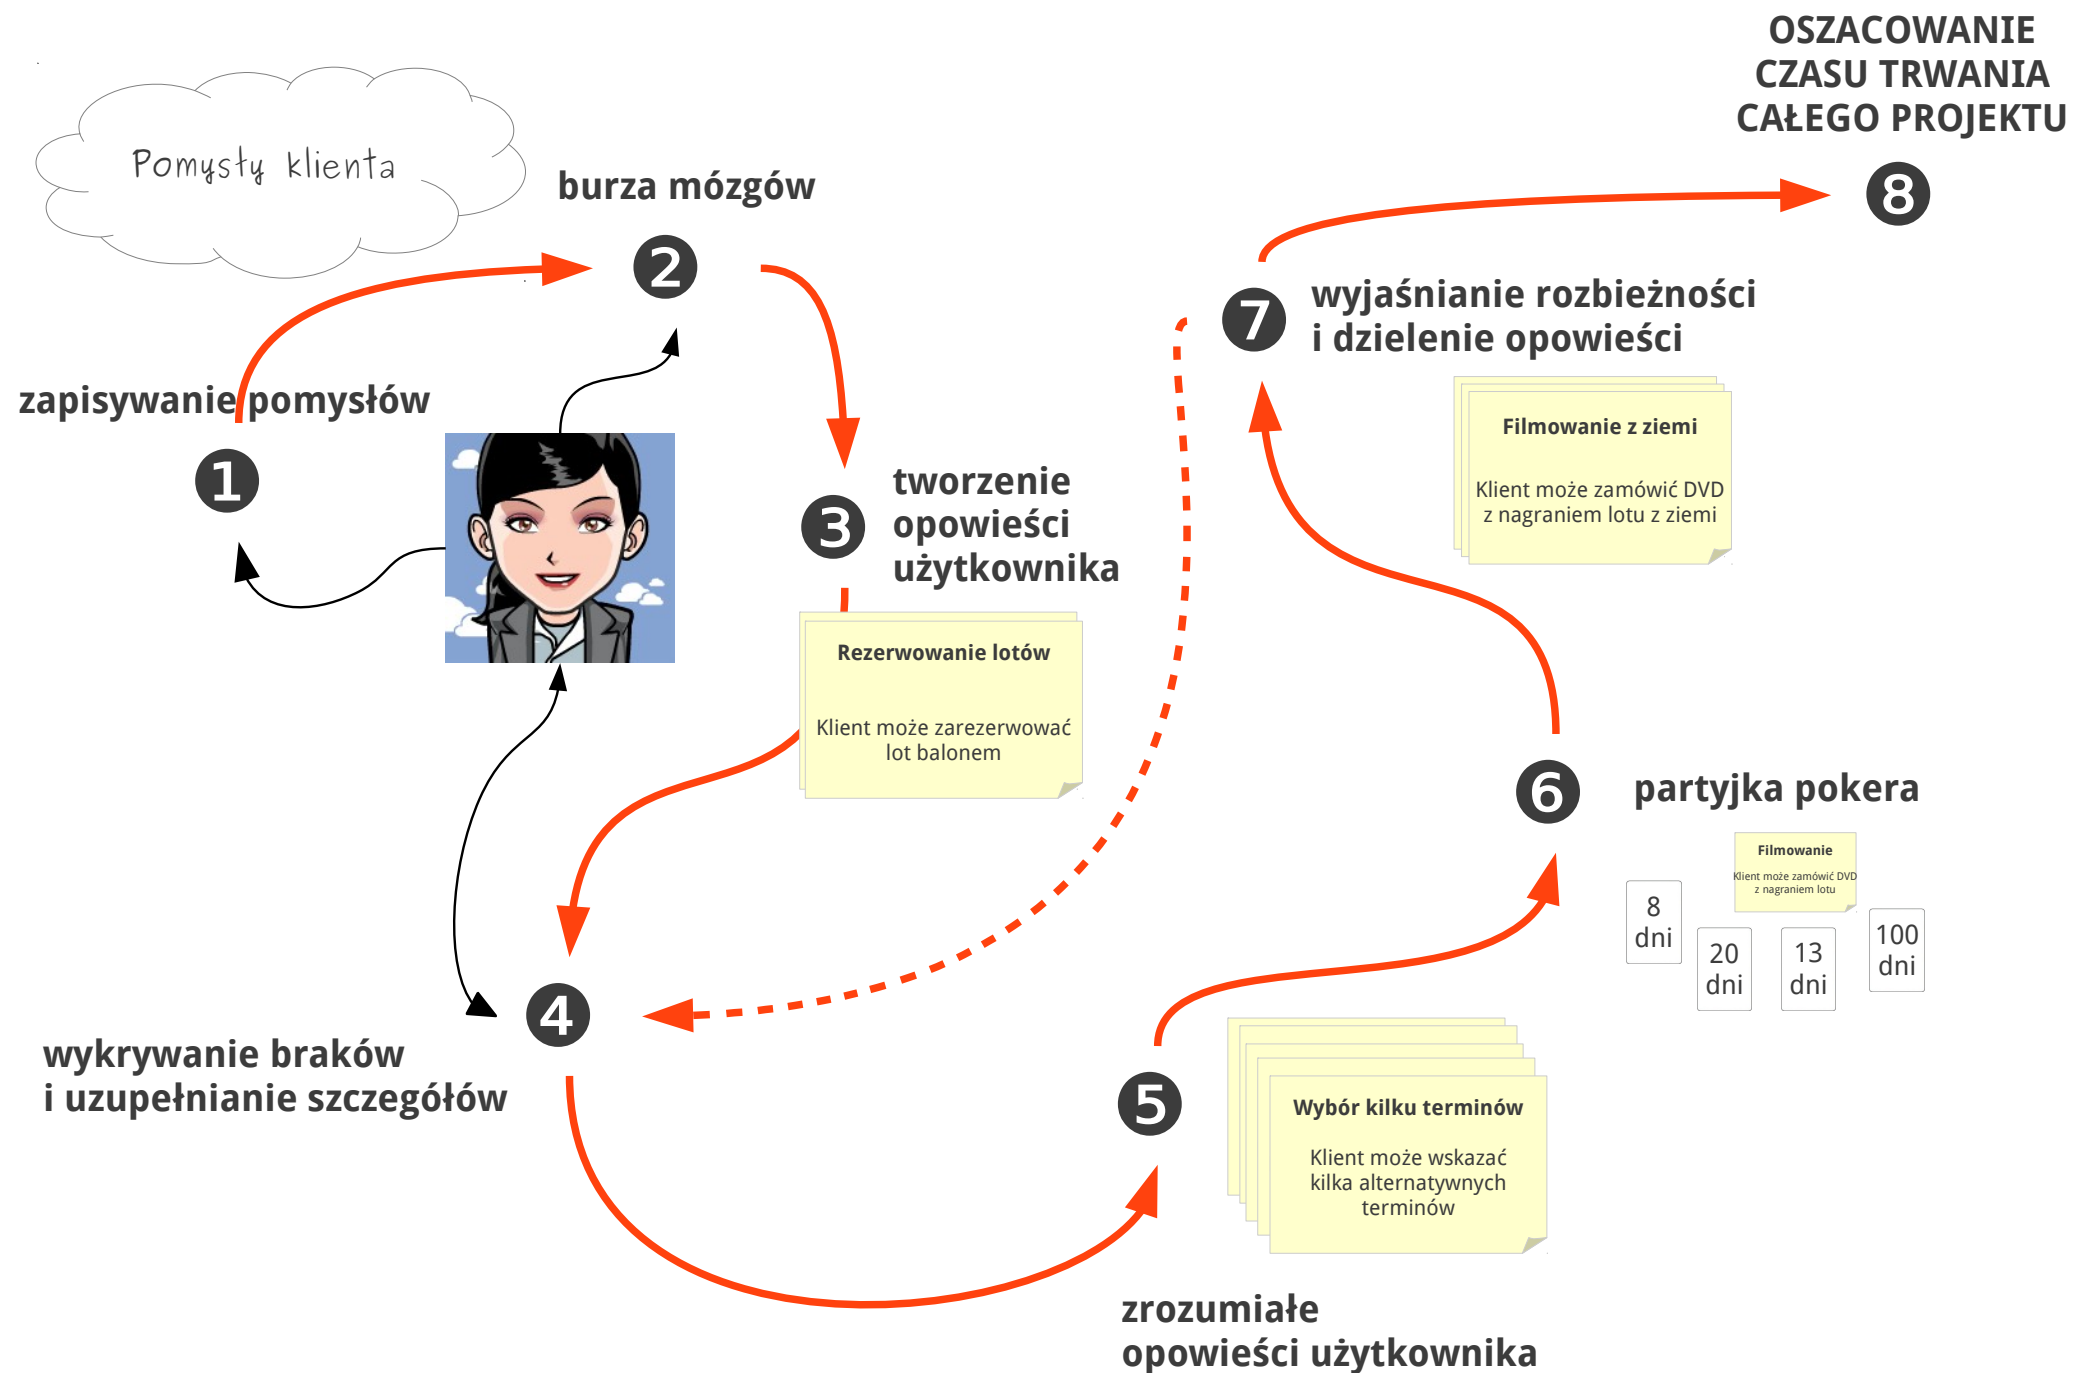 Pomysły klienta
zapisywanie pomysłów
1
burza mózgów
2
3
tworzenie
opowieści
użytkownika
Rezerwowanie lotów
Klient może zarezerwować
lot balonem
4
wykrywanie braków
i uzupełnianie szczegółów
5
Wybór kilku terminów
Klient może wskazać
kilka alternatywnych
terminów
zrozumiałe
opowieści użytkownika
6
partyjka pokera
Filmowanie
Klient może zamówić DVD
z nagraniem lotu
8
dni
20
dni
13
dni
100
dni
7
wyjaśnianie rozbieżności
i dzielenie opowieści
Filmowanie z ziemi
Klient może zamówić DVD
z nagraniem lotu z ziemi
OSZACOWANIE
CZASU TRWANIA
CAŁEGO PROJEKTU
8